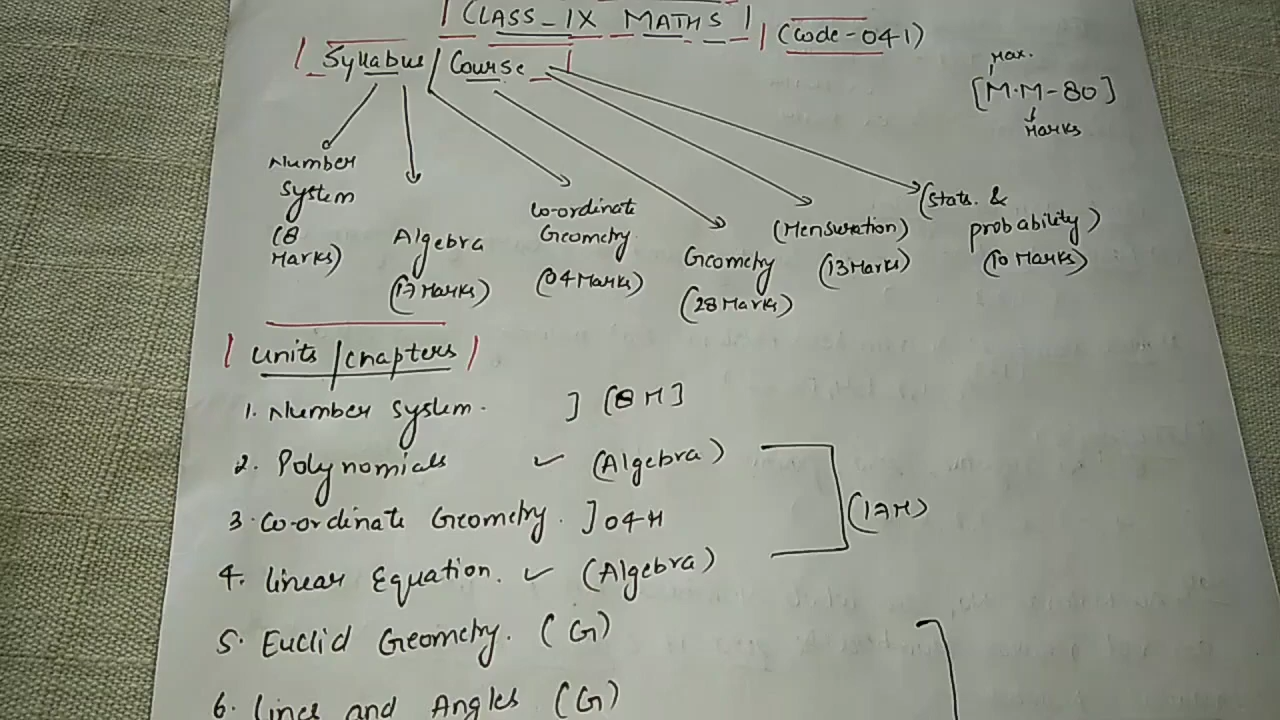 CLASS-IX MATHS (Code-041)
Syllabus/Course
Max.
[M.M-80]
Marks
Number
System
(8
Marks)
Algebra
(17 Marks)
Co-ordinate
Geometry
(04 Marks)
Geometry
(28 Marks)
(Mensuration)
(13 Marks)
(Stats. &
probability)
(10 Marks)
Units/Chapters
1. Number System. ] (8 M]
2. Polynomials ✓ (Algebra)
3. Co-ordinate Geometry. ] 04 M
(17M)
4. Linear Equation. ✓ (Algebra)
5. Euclid Geometry. (G)
6. Lines and Angles (G)